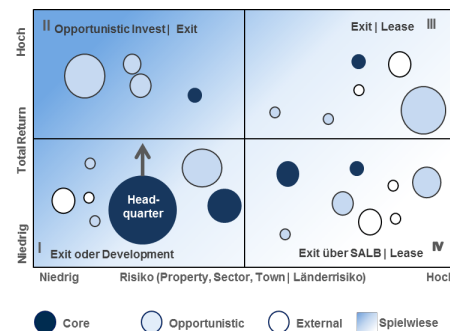 II Opportunistic Invest | Exit
Exit | Lease III
Hoch
Total Return
Niedrig
Head-
quarter
I Exit oder Development
Exit über SALB | Lease IV
Niedrig Risiko (Property, Sector, Town | Länderrisiko) Hoc
Core Opportunistic External Spielwiese